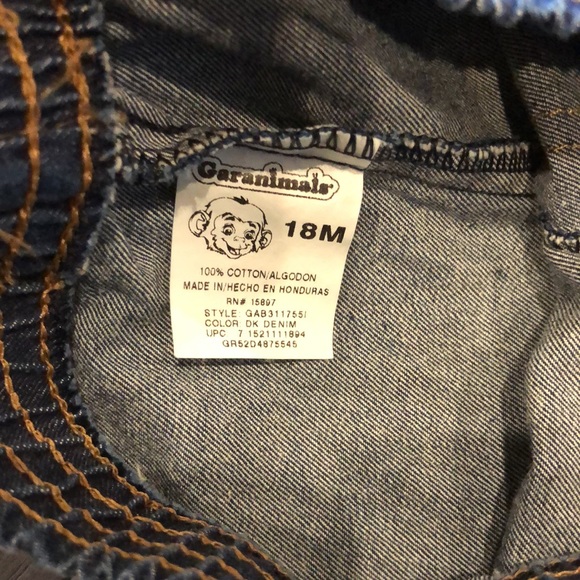 Garanimals
18M
100% COTTON/ALGODON
MADE IN/HECHO EN HONDURAS
RN# 15897
STYLE: GAB311755I
COLOR: DK DENIM
UPC 7 1521111894
GR52D4875545